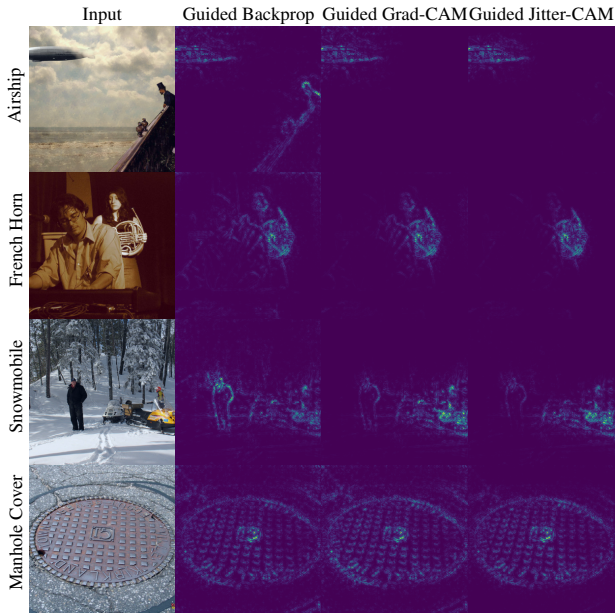 Input Guided Backprop Guided Grad-CAM Guided Jitter-CAM
Airship
French Horn
Snowmobile
Manhole Cover